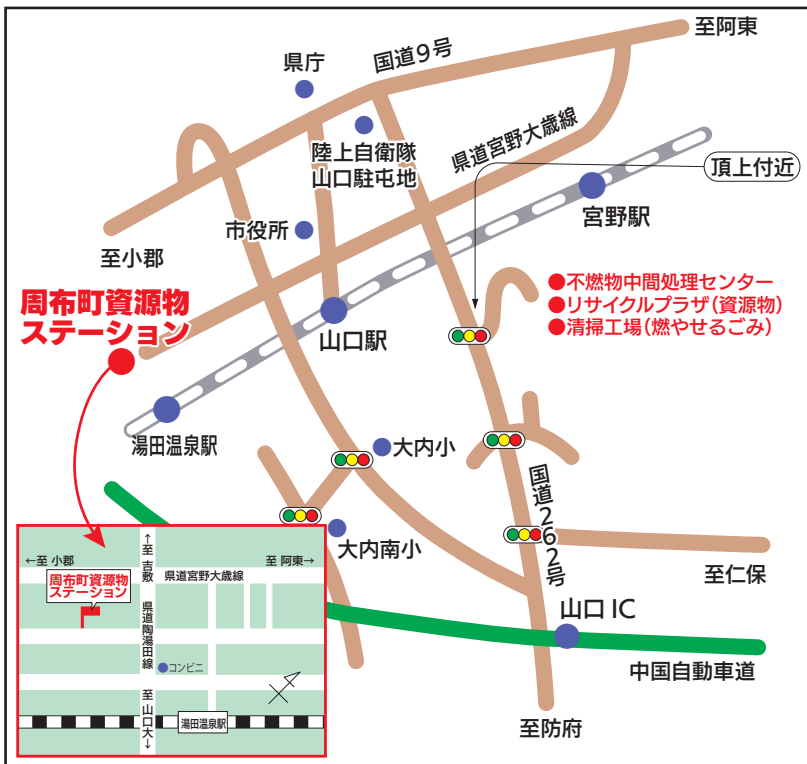 至阿東
国道9号
県庁
陸上自衛隊
山口駐屯地
県道宮野大歳線
頂上付近
宮野駅
市役所
至小郡
周布町資源物
ステーション
山口駅
●不燃物中間処理センター
●リサイクルプラザ(資源物)
●清掃工場(燃やせるごみ)
湯田温泉駅
大内小
国道262号
大内南小
至仁保
山口IC
中国自動車道
至防府
←至 小郡
←至 吉敷
県道宮野大歳線
至 阿東→
周布町資源物
ステーション
県道陶湯田線
コンビニ
至 山口大→
湯田温泉駅